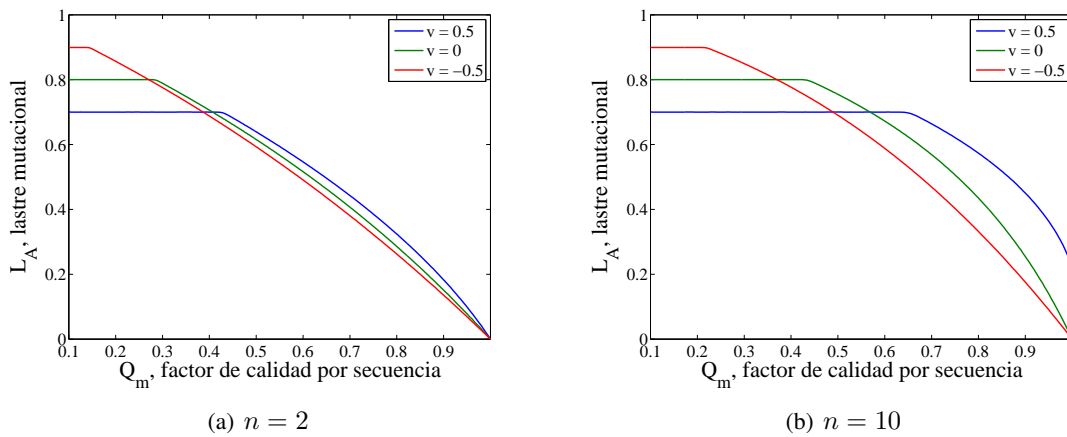 1
0.8
0.6
0.4
0.2
0
L_A, lastre mutacional
0.1 0.2 0.3 0.4 0.5 0.6 0.7 0.8 0.9
Q_m, factor de calidad por secuencia
v = 0.5
v = 0
v = −0.5
(a) n = 2
1
0.8
0.6
0.4
0.2
0
L_A, lastre mutacional
0.1 0.2 0.3 0.4 0.5 0.6 0.7 0.8 0.9
Q_m, factor de calidad por secuencia
v = 0.5
v = 0
v = −0.5
(b) n = 10